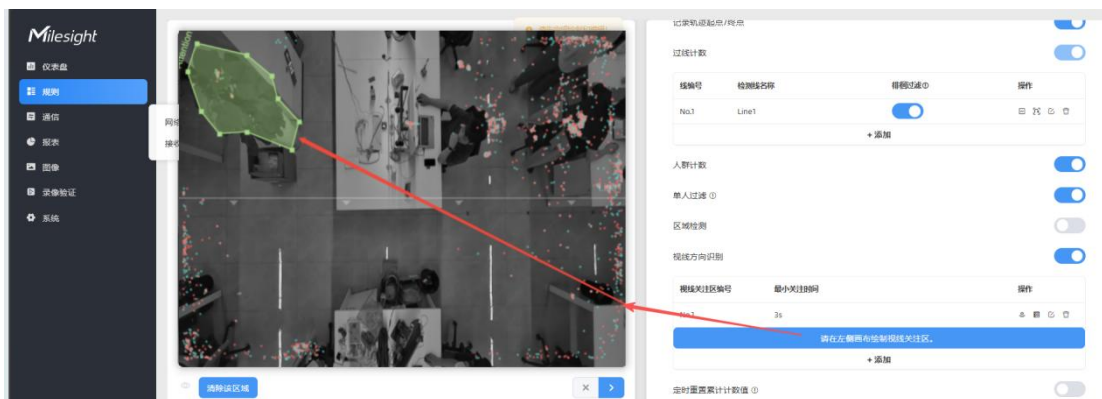 Milesight
仪表盘
规则
通信
报表
图像
录像验证
系统
清除该区域
记录轨迹起点/终点
过线计数
线编号 检测线名称 徘徊过滤 操作
No.1 Line1
+ 添加
人群计数
单人过滤
区域检测
视线方向识别
视线关注区编号 最小关注时间 操作
No.1 3s
请在左侧画布绘制视线关注区。
+ 添加
定时重置累计计数值